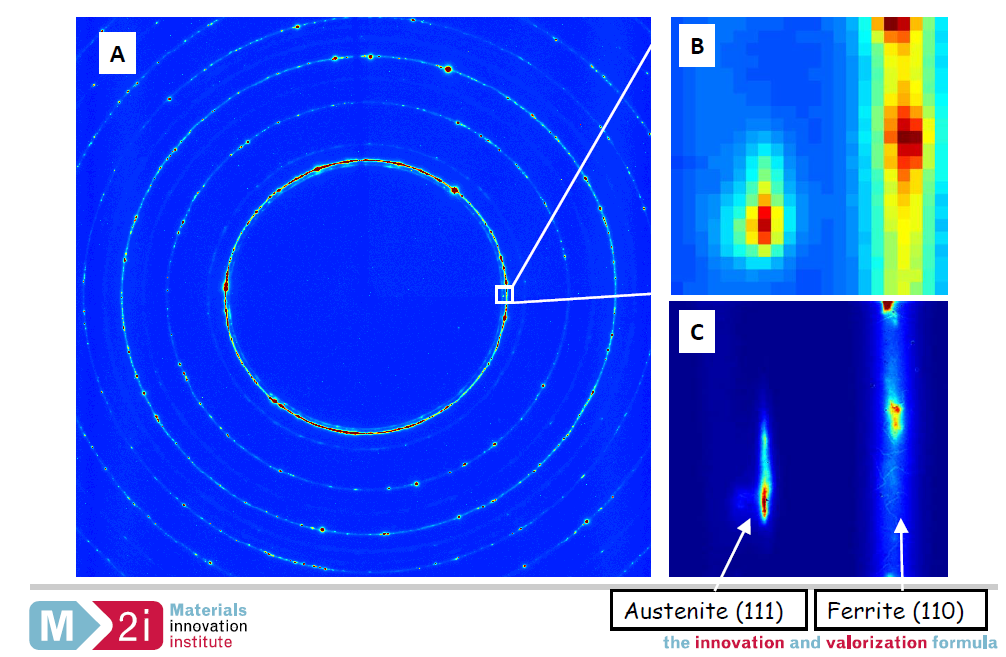 A
B
C
Austenite (111)
Ferrite (110)
M
2i
Materials
innovation
institute
the innovation and valorization formula